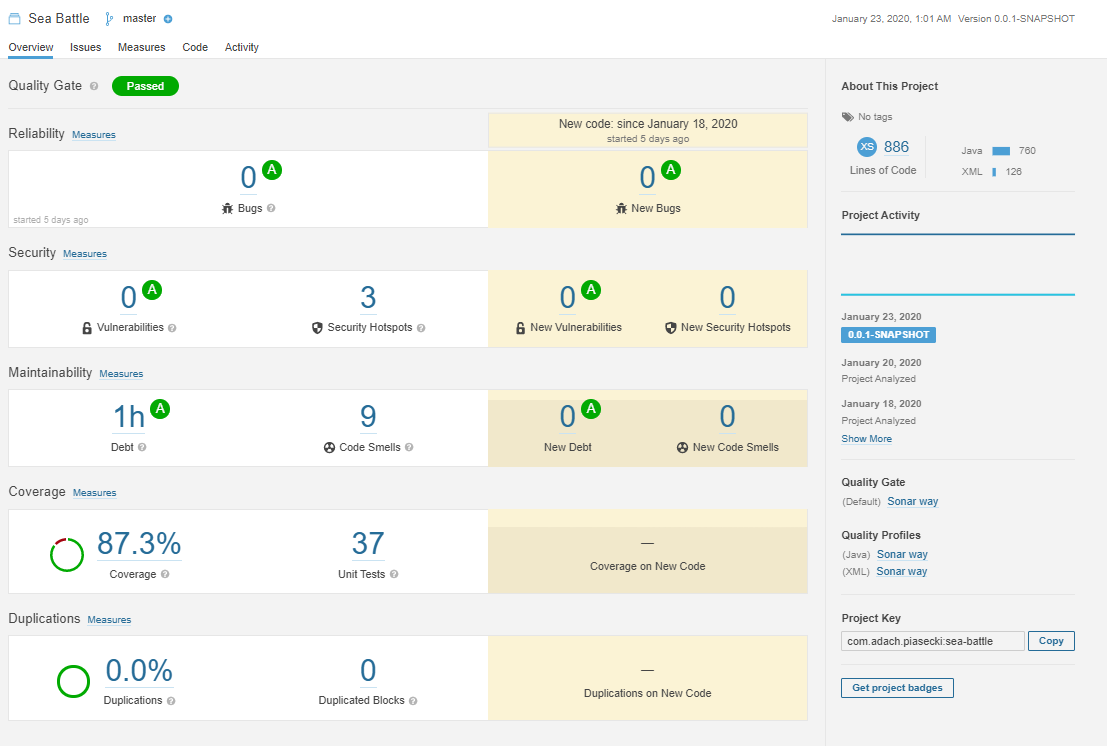 Sea Battle master
January 23, 2020, 1:01 AM Version 0.0.1-SNAPSHOT
Overview Issues Measures Code Activity
Quality Gate ? Passed
Reliability Measures
New code: since January 18, 2020
started 5 days ago
0 A
Bugs ?
started 5 days ago
0 A
New Bugs
Security Measures
0 A
Vulnerabilities ?
3
Security Hotspots ?
0 A
New Vulnerabilities
0
New Security Hotspots
Maintainability Measures
1h A
Debt ?
9
Code Smells ?
0 A
New Debt
0
New Code Smells
Coverage Measures
87.3%
Coverage ?
37
Unit Tests ?
—
Coverage on New Code
Duplications Measures
0.0%
Duplications ?
0
Duplicated Blocks ?
—
Duplications on New Code
About This Project
No tags
XS 886
Lines of Code
Java 760
XML 126
Project Activity
January 23, 2020
0.0.1-SNAPSHOT
January 20, 2020
Project Analyzed
January 18, 2020
Project Analyzed
Show More
Quality Gate
(Default) Sonar way
Quality Profiles
(Java) Sonar way
(XML) Sonar way
Project Key
com.adach.piasecki:sea-battle Copy
Get project badges